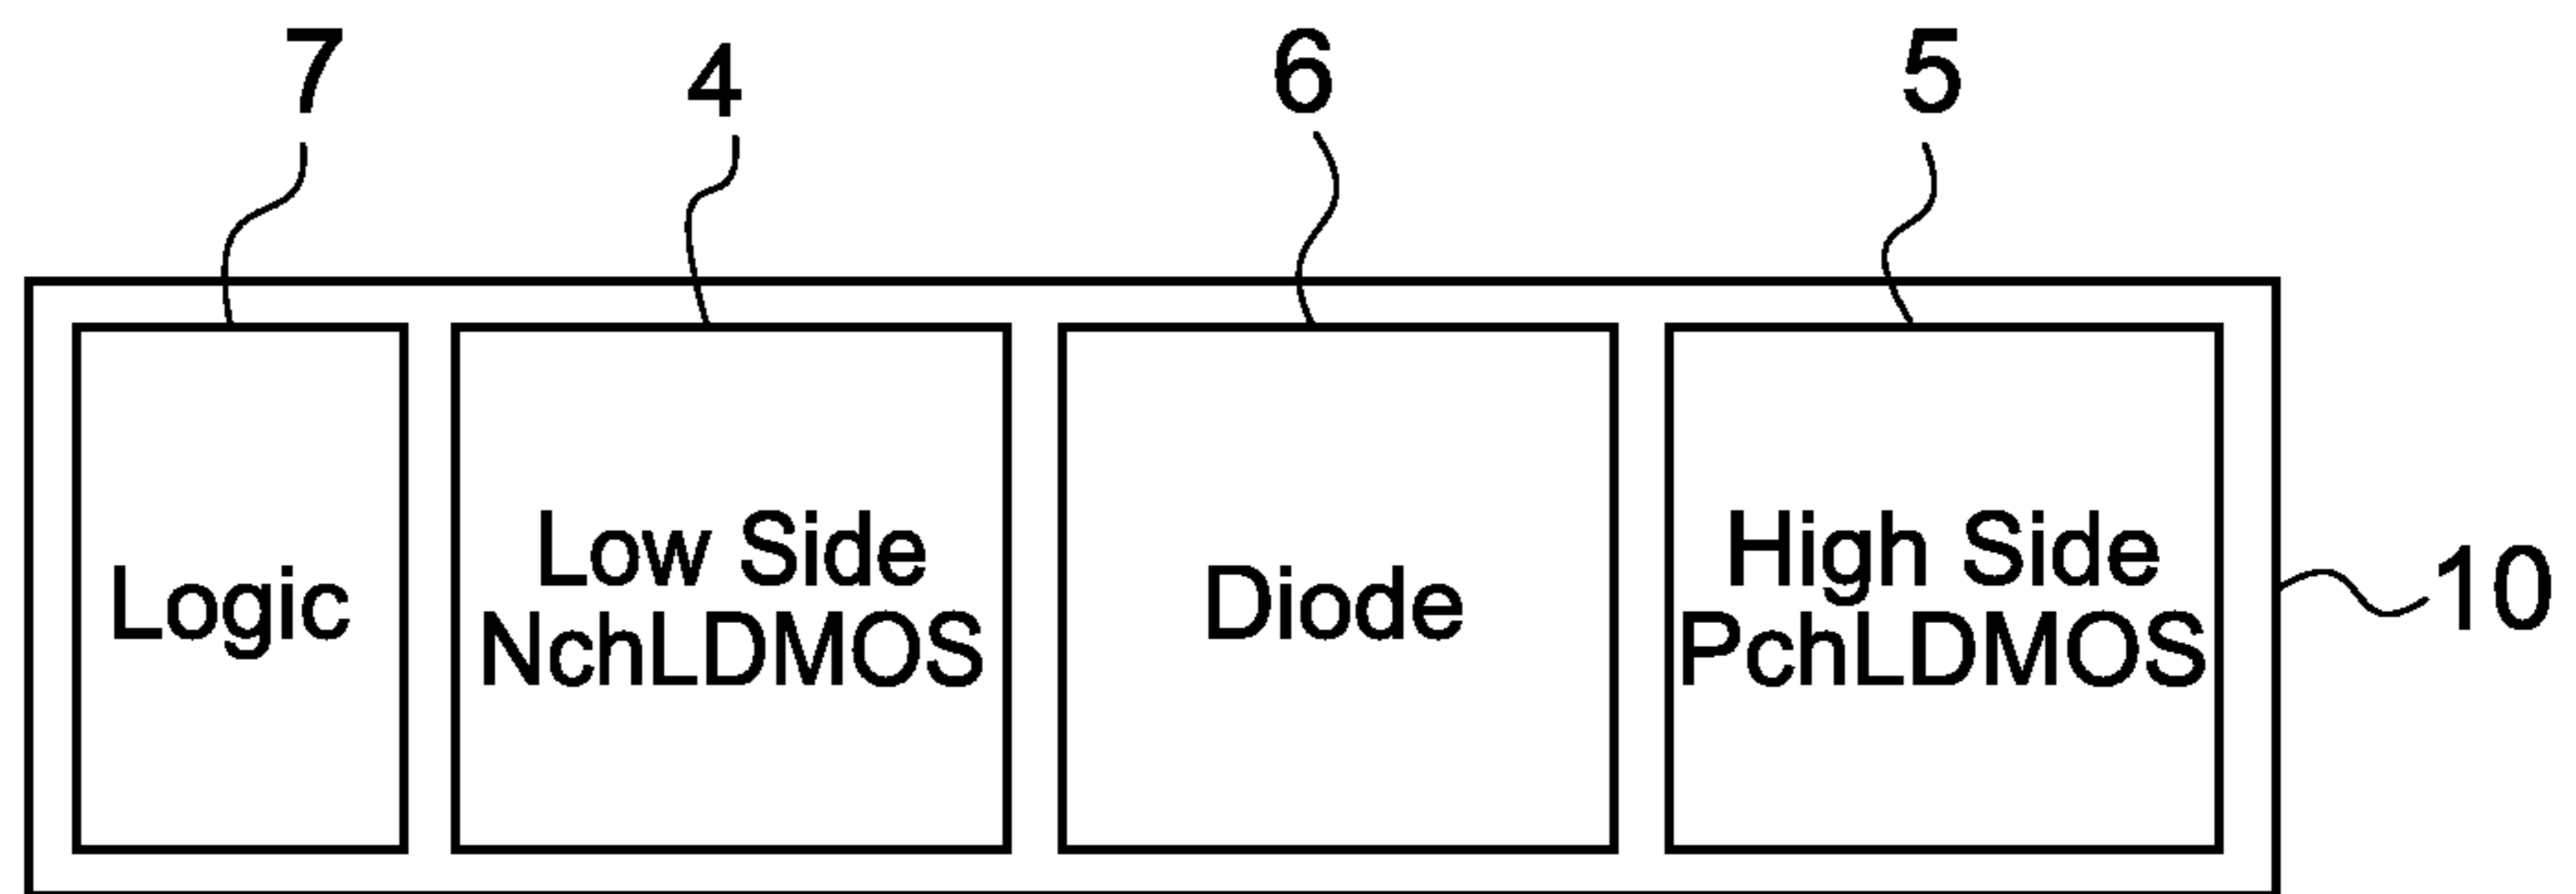 7
4
6
5
Logic
Low Side
NchLDMOS
Diode
High Side
PchLDMOS
10